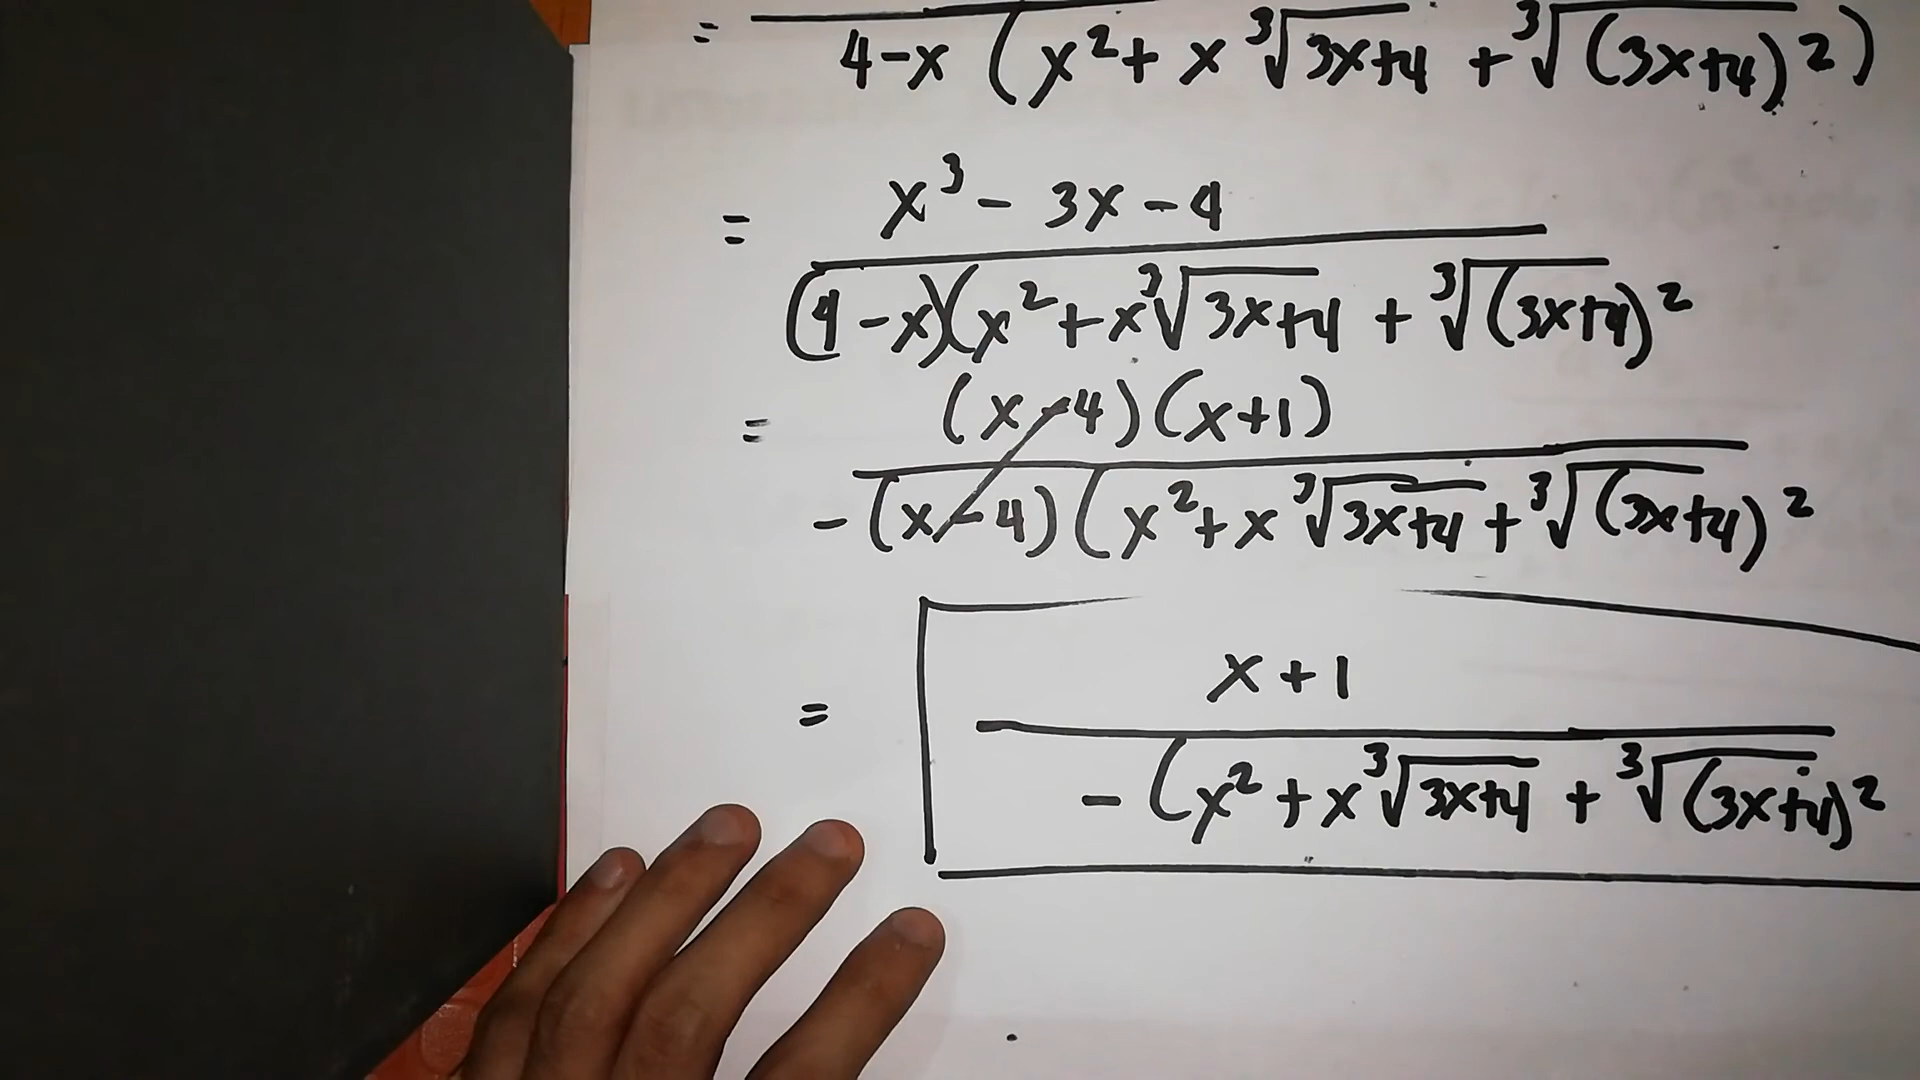 =
4-x (x²+ x ∛3x+4 + ∛(3x+4)²)
x³ - 3x - 4
=
(4-x)(x²+x∛3x+4 + ∛(3x+4)²
(x-4)(x+1)
=
-(x-4)(x²+x∛3x+4 + ∛(3x+4)²
x+1
=
-(x²+x∛3x+4 + ∛(3x+4)²